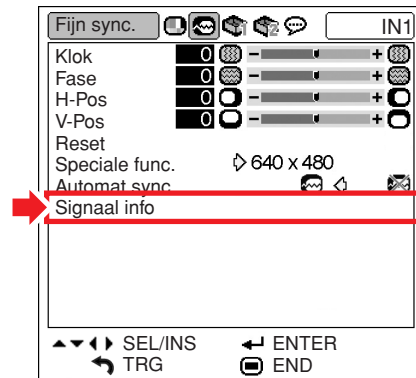 Fijn sync. IN1
Klok 0 - +
Fase 0 - +
H-Pos 0 - +
V-Pos 0 - +
Reset
Speciale func. 640 x 480
Automat sync
Signaal info
SEL/INS ENTER
TRG END